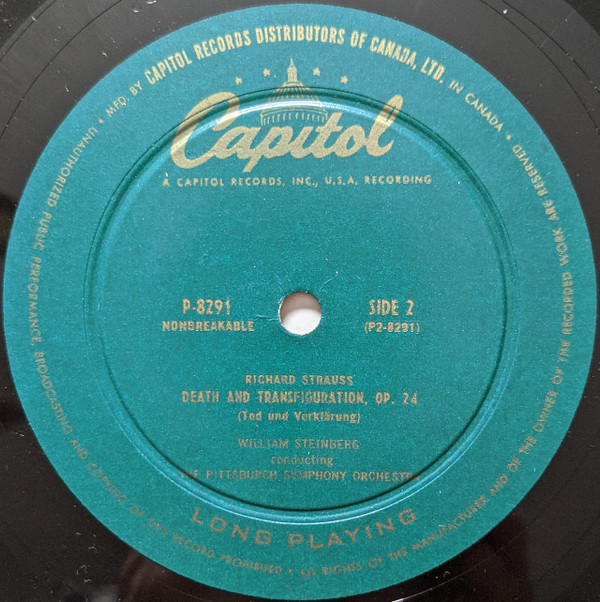 MFD. BY CAPITOL RECORDS DISTRIBUTORS OF CANADA, LTD. IN CANADA • UNAUTHORIZED PUBLIC PERFORMANCE, BROADCASTING AND COPYING OF THIS RECORD PROHIBITED • ALL RIGHTS OF THE MANUFACTURER AND OF THE OWNER OF THE RECORDED WORK ARE RESERVED •
Capitol
A CAPITOL RECORDS, INC., U.S.A. RECORDING
P-8291 SIDE 2
NONBREAKABLE (P2-8291)
RICHARD STRAUSS
DEATH AND TRANSFIGURATION, OP. 24
(Tod und Verklärung)
WILLIAM STEINBERG
conducting
THE PITTSBURGH SYMPHONY ORCHESTRA
LONG PLAYING